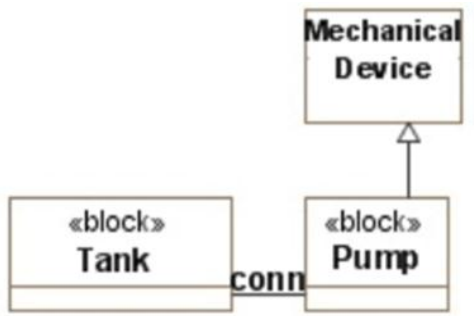 Mechanical
Device
«block»
Tank
conn
«block»
Pump